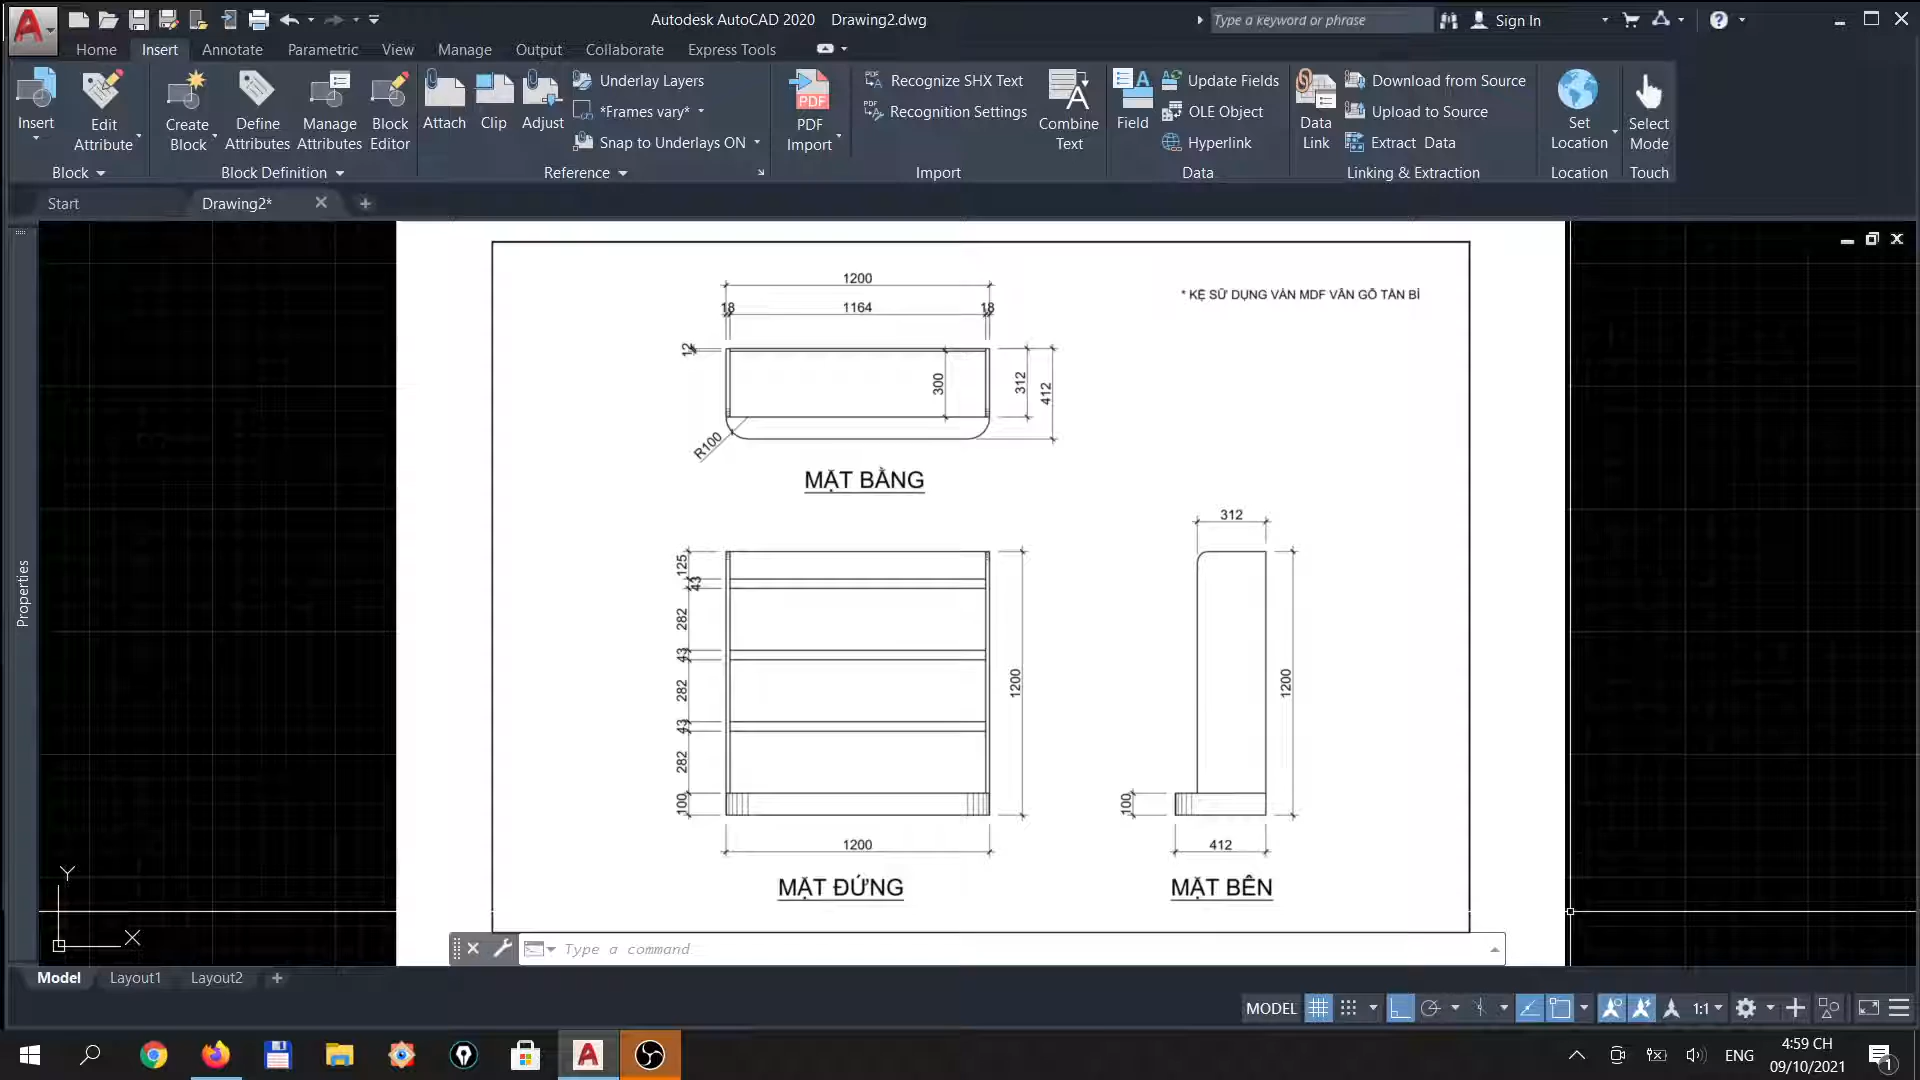 Autodesk AutoCAD 2020 Drawing2.dwg
Type a keyword or phrase
Sign In
Home Insert Annotate Parametric View Manage Output Collaborate Express Tools
Insert
Edit Attribute
Create Block
Define Attributes
Manage Attributes
Block Editor
Attach
Clip
Adjust
Underlay Layers
*Frames vary*
Snap to Underlays ON
PDF
PDF Import
Recognize SHX Text
PDF
Recognition Settings
PDF
Combine Text
Field
Update Fields
OLE Object
Hyperlink
Data Link
Download from Source
Upload to Source
Extract Data
Set Location
Select Mode
Block
Block Definition
Reference
Import
Data
Linking & Extraction
Location
Touch
Start
Drawing2*
Properties
1200
18 1164 18
* KỆ SỬ DỤNG VÁN MDF VÂN GỖ TẦN BÌ
12
300
312
412
R100
MẶT BẰNG
312
125
43
282
43
282
43
282
100
1200
1200
1200
100
412
MẶT ĐỨNG
MẶT BÊN
Y
X
Type a command
Model Layout1 Layout2
MODEL
1:1
ENG
4:59 CH
09/10/2021
1